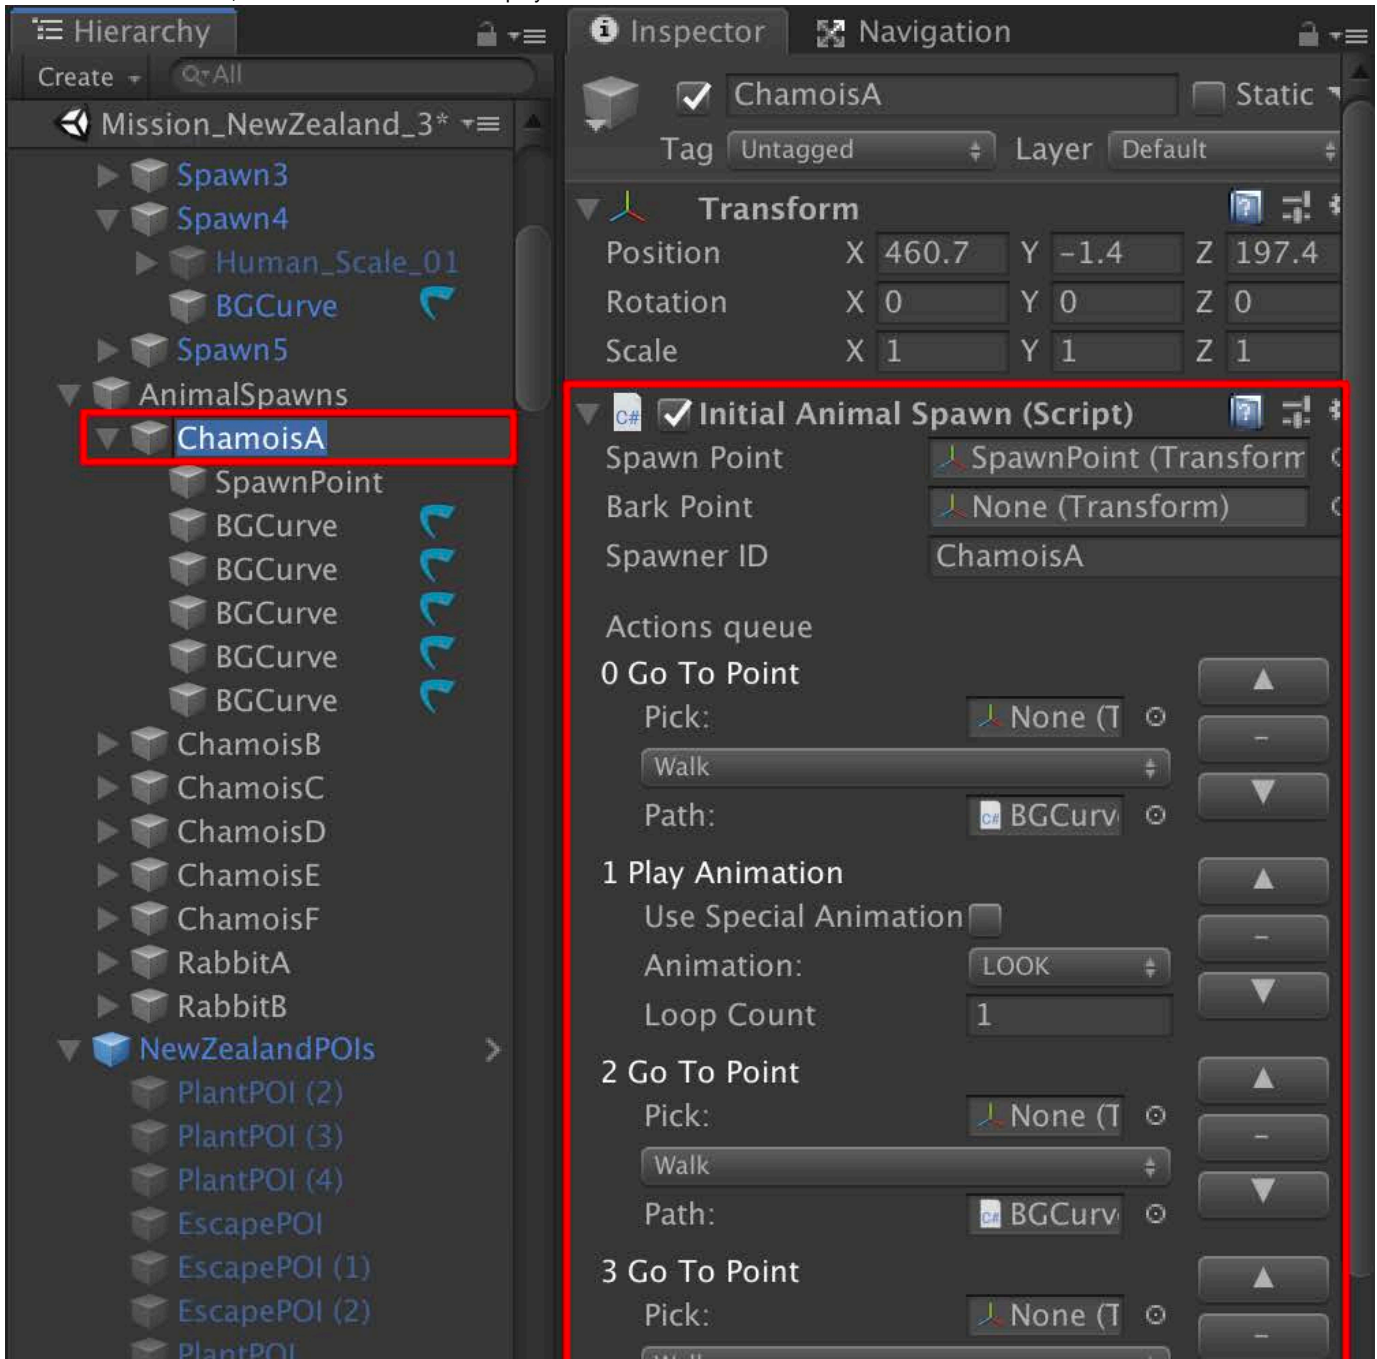 Hierarchy
Create
All
Mission_NewZealand_3*
Spawn3
Spawn4
Human_Scale_01
BGCurve
Spawn5
AnimalSpawns
ChamoisA
SpawnPoint
BGCurve
BGCurve
BGCurve
BGCurve
BGCurve
ChamoisB
ChamoisC
ChamoisD
ChamoisE
ChamoisF
RabbitA
RabbitB
NewZealandPOIs
PlantPOI (2)
PlantPOI (3)
PlantPOI (4)
EscapePOI
EscapePOI (1)
EscapePOI (2)
PlantPOI
Inspector Navigation
ChamoisA Static
Tag Untagged Layer Default
Transform
Position X 460.7 Y -1.4 Z 197.4
Rotation X 0 Y 0 Z 0
Scale X 1 Y 1 Z 1
C# Initial Animal Spawn (Script)
Spawn Point SpawnPoint (Transform
Bark Point None (Transform)
Spawner ID ChamoisA
Actions queue
0 Go To Point
Pick: None (T
Walk
Path: BGCurv
1 Play Animation
Use Special Animation
Animation: LOOK
Loop Count 1
2 Go To Point
Pick: None (T
Walk
Path: BGCurv
3 Go To Point
Pick: None (T